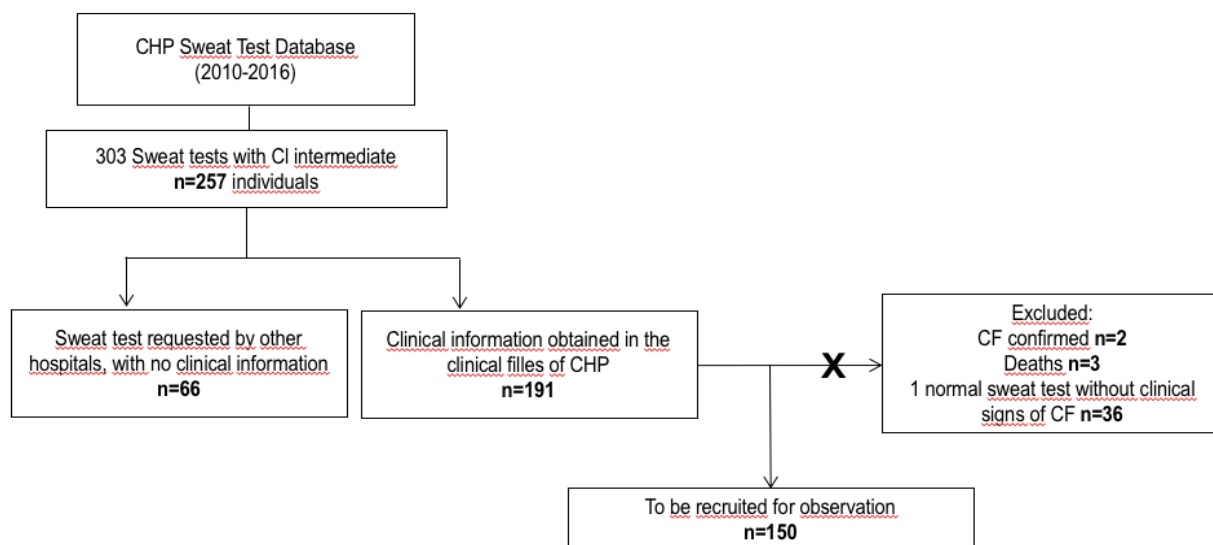 CHP Sweat Test Database
(2010-2016)
303 Sweat tests with Cl intermediate
n=257 individuals
Sweat test requested by other
hospitals, with no clinical information
n=66
Clinical information obtained in the
clinical filles of CHP
n=191
X
Excluded:
CF confirmed n=2
Deaths n=3
1 normal sweat test without clinical
signs of CF n=36
To be recruited for observation
n=150